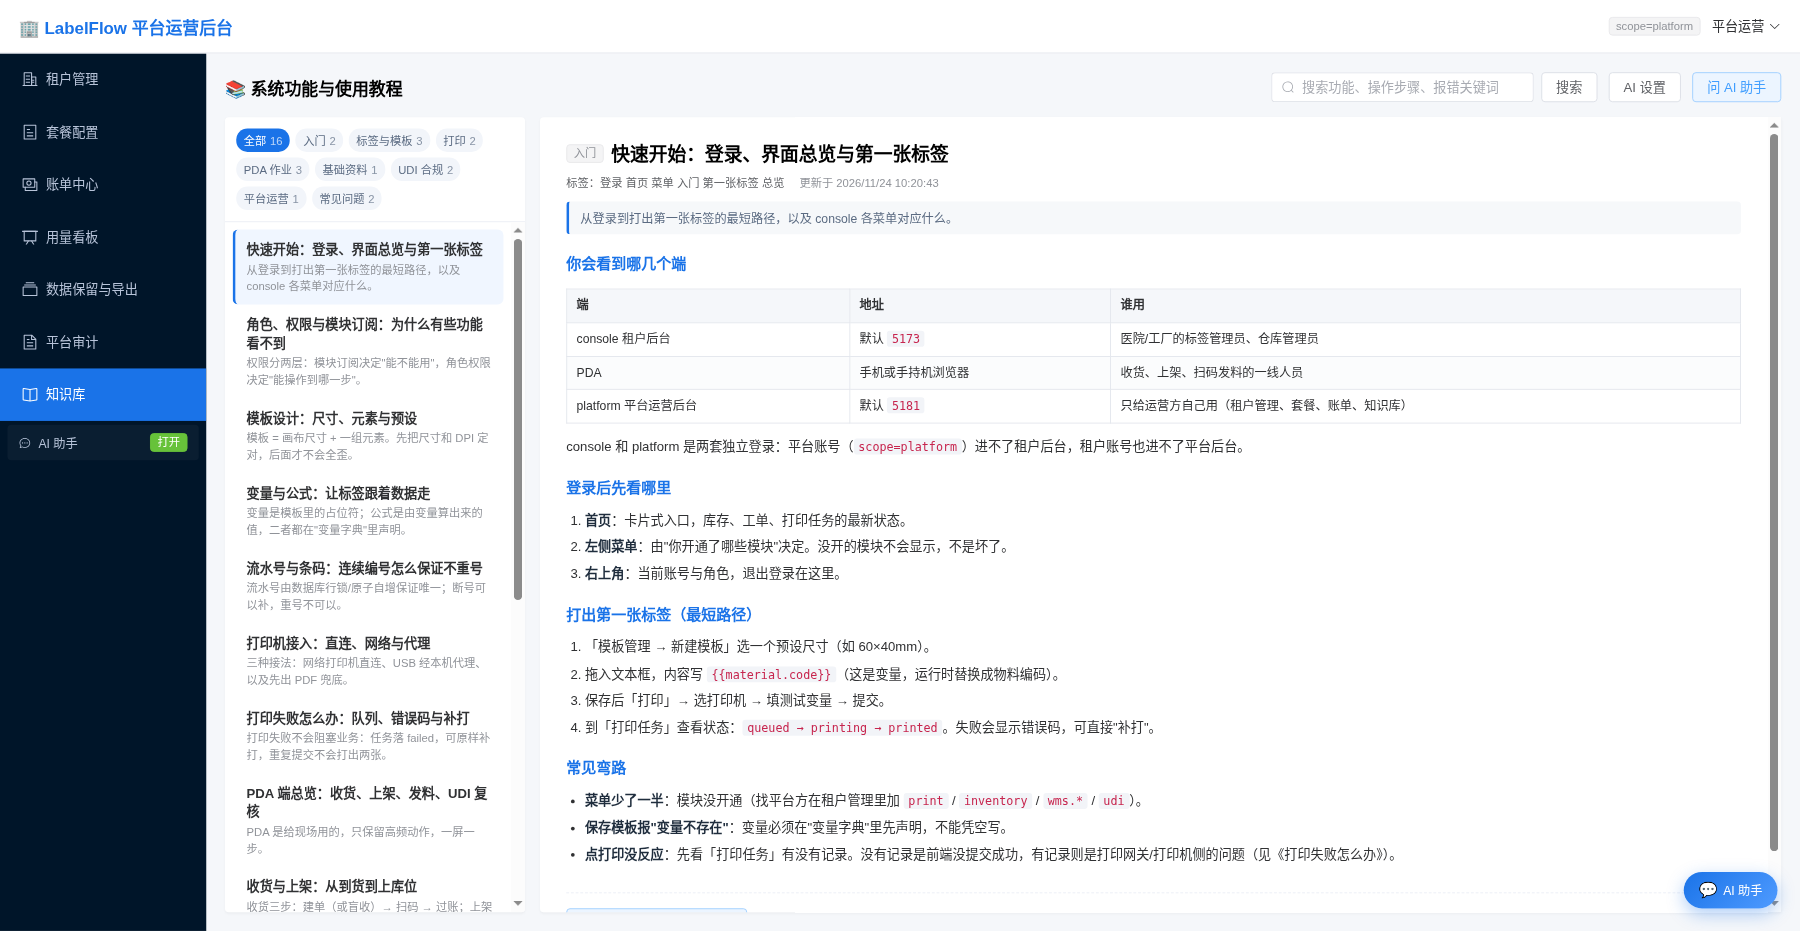 LabelFlow 平台运营后台
scope=platform 平台运营
租户管理
套餐配置
账单中心
用量看板
数据保留与导出
平台审计
知识库
AI 助手 打开
系统功能与使用教程
搜索功能、操作步骤、报错关键词 搜索 AI 设置 问 AI 助手
全部 16 入门 2 标签与模板 3 打印 2
PDA 作业 3 基础资料 1 UDI 合规 2
平台运营 1 常见问题 2
快速开始：登录、界面总览与第一张标签
从登录到打出第一张标签的最短路径，以及
console 各菜单对应什么。
角色、权限与模块订阅：为什么有些功能
看不到
权限分两层：模块订阅决定"能不能用"，角色权限
决定"能操作到哪一步"。
模板设计：尺寸、元素与预设
模板 = 画布尺寸 + 一组元素。先把尺寸和 DPI 定
对，后面才不会全歪。
变量与公式：让标签跟着数据走
变量是模板里的占位符；公式是由变量算出来的
值，二者都在"变量字典"里声明。
流水号与条码：连续编号怎么保证不重号
流水号由数据库行锁/原子自增保证唯一；断号可
以补，重号不可以。
打印机接入：直连、网络与代理
三种接法：网络打印机直连、USB 经本机代理、
以及先出 PDF 兜底。
打印失败怎么办：队列、错误码与补打
打印失败不会阻塞业务：任务落 failed，可原样补
打，重复提交不会打出两张。
PDA 端总览：收货、上架、发料、UDI 复
核
PDA 是给现场用的，只保留高频动作，一屏一
步。
收货与上架：从到货到上库位
收货三步：建单（或盲收）→ 扫码 → 过账；上架
入门 快速开始：登录、界面总览与第一张标签
标签：登录 首页 菜单 入门 第一张标签 总览 更新于 2026/11/24 10:20:43
从登录到打出第一张标签的最短路径，以及 console 各菜单对应什么。
你会看到哪几个端
端 地址 谁用
console 租户后台 默认 5173 医院/工厂的标签管理员、仓库管理员
PDA 手机或手持机浏览器 收货、上架、扫码发料的一线人员
platform 平台运营后台 默认 5181 只给运营方自己用（租户管理、套餐、账单、知识库）
console 和 platform 是两套独立登录：平台账号（ scope=platform ）进不了租户后台，租户账号也进不了平台后台。
登录后先看哪里
1. 首页：卡片式入口，库存、工单、打印任务的最新状态。
2. 左侧菜单：由"你开通了哪些模块"决定。没开的模块不会显示，不是坏了。
3. 右上角：当前账号与角色，退出登录在这里。
打出第一张标签（最短路径）
1. 「模板管理 → 新建模板」选一个预设尺寸（如 60×40mm）。
2. 拖入文本框，内容写 {{material.code}} （这是变量，运行时替换成物料编码）。
3. 保存后「打印」→ 选打印机 → 填测试变量 → 提交。
4. 到「打印任务」查看状态： queued → printing → printed 。失败会显示错误码，可直接"补打"。
常见弯路
• 菜单少了一半：模块没开通（找平台方在租户管理里加 print / inventory / wms.* / udi ）。
• 保存模板报"变量不存在"：变量必须在"变量字典"里先声明，不能凭空写。
• 点打印没反应：先看「打印任务」有没有记录。没有记录是前端没提交成功，有记录则是打印网关/打印机侧的问题（见《打印失败怎么办》）。
AI 助手